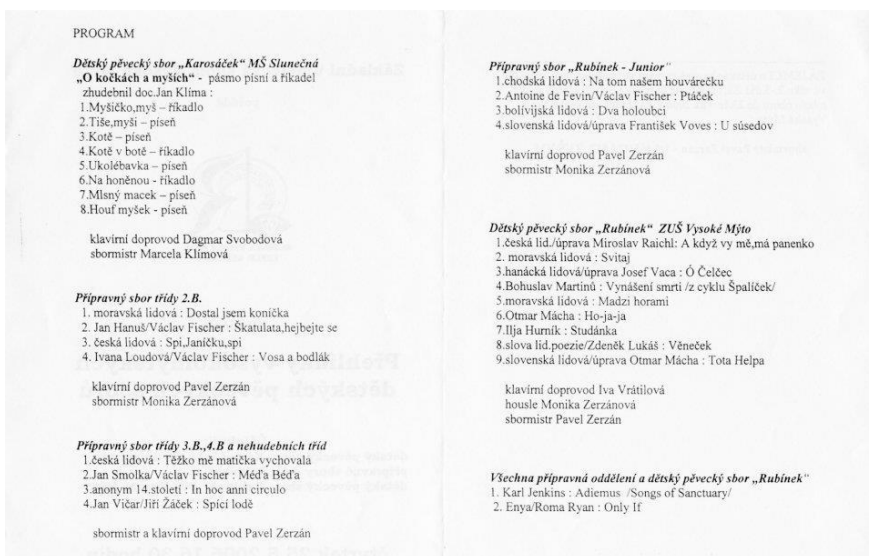 PROGRAM
Dětský pěvecký sbor „Karosáček“ MŠ Slunečná
„O kočkách a myších“ - pásmo písní a říkadel
zhudebnil doc.Jan Klíma :
1.Myšičko,myš – říkadlo
2.Tiše,myši – píseň
3.Kotě – píseň
4.Kotě v botě – říkadlo
5.Ukolébavka – píseň
6.Na honěnou - říkadlo
7.Mlsný macek – píseň
8.Houf myšek - píseň
klavírní doprovod Dagmar Svobodová
sbormistr Marcela Klímová
Přípravný sbor třídy 2.B.
1. moravská lidová : Dostal jsem konička
2. Jan Hanuš/Václav Fischer : Škatulata,hejbejte se
3. česká lidová : Spi,Janíčku,spi
4. Ivana Loudová/Václav Fischer : Vosa a bodlák
klavírní doprovod Pavel Zerzán
sbormistr Monika Zerzánová
Přípravný sbor třídy 3.B.,4.B a nehudebních tříd
1.česká lidová : Těžko mě matička vychovala
2.Jan Smolka/Václav Fischer : Méďa Béďa
3.anonym 14.století : In hoc anni circulo
4.Jan Vičar/Jiří Žáček : Spící lodě
sbormistr a klavírní doprovod Pavel Zerzán
Přípravný sbor „Rubínek - Junior“
1.chodská lidová : Na tom našem houvárečku
2.Antoine de Fevin/Václav Fischer : Ptáček
3.bolívijská lidová : Dva holoubci
4.slovenská lidová/úprava František Voves : U súsedov
klavírní doprovod Pavel Zerzán
sbormistr Monika Zerzánová
Dětský pěvecký sbor „Rubínek“ ZUŠ Vysoké Mýto
1.česká lid./úprava Miroslav Raichl: A když vy mě,má panenko
2. moravská lidová : Svitaj
3.hanácká lidová/úprava Josef Vaca : Ó Čelčec
4.Bohuslav Martinů : Vynášení smrti /z cyklu Špalíček/
5.moravská lidová : Madzi horami
6.Otmar Mácha : Ho-ja-ja
7.Ilja Hurník : Studánka
8.slova lid.poezie/Zdeněk Lukáš : Věneček
9.slovenská lidová/úprava Otmar Mácha : Tota Helpa
klavírní doprovod Iva Vrátilová
housle Monika Zerzánová
sbormistr Pavel Zerzán
Všechna přípravná oddělení a dětský pěvecký sbor „Rubínek“
1. Karl Jenkins : Adiemus /Songs of Sanctuary/
2. Enya/Roma Ryan : Only If